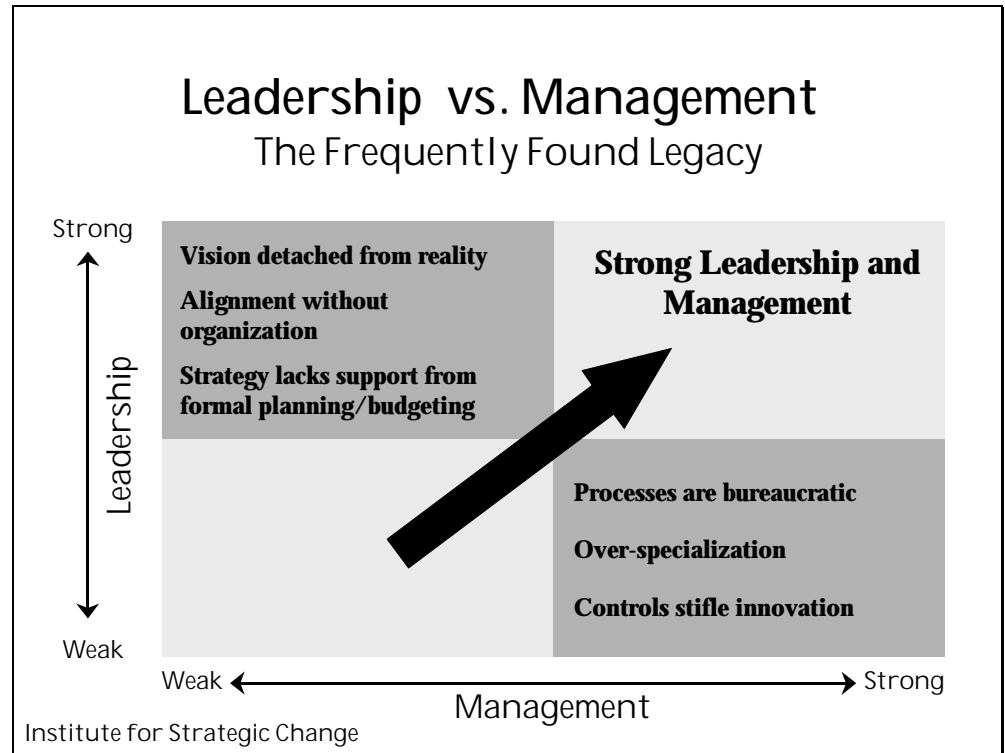 Leadership vs. Management
The Frequently Found Legacy
Strong
Vision detached from reality
Alignment without
organization
Strategy lacks support from
formal planning/budgeting
Strong Leadership and
Management
Leadership
Processes are bureaucratic
Over-specialization
Controls stifle innovation
Weak
Weak
Strong
Management
Institute for Strategic Change